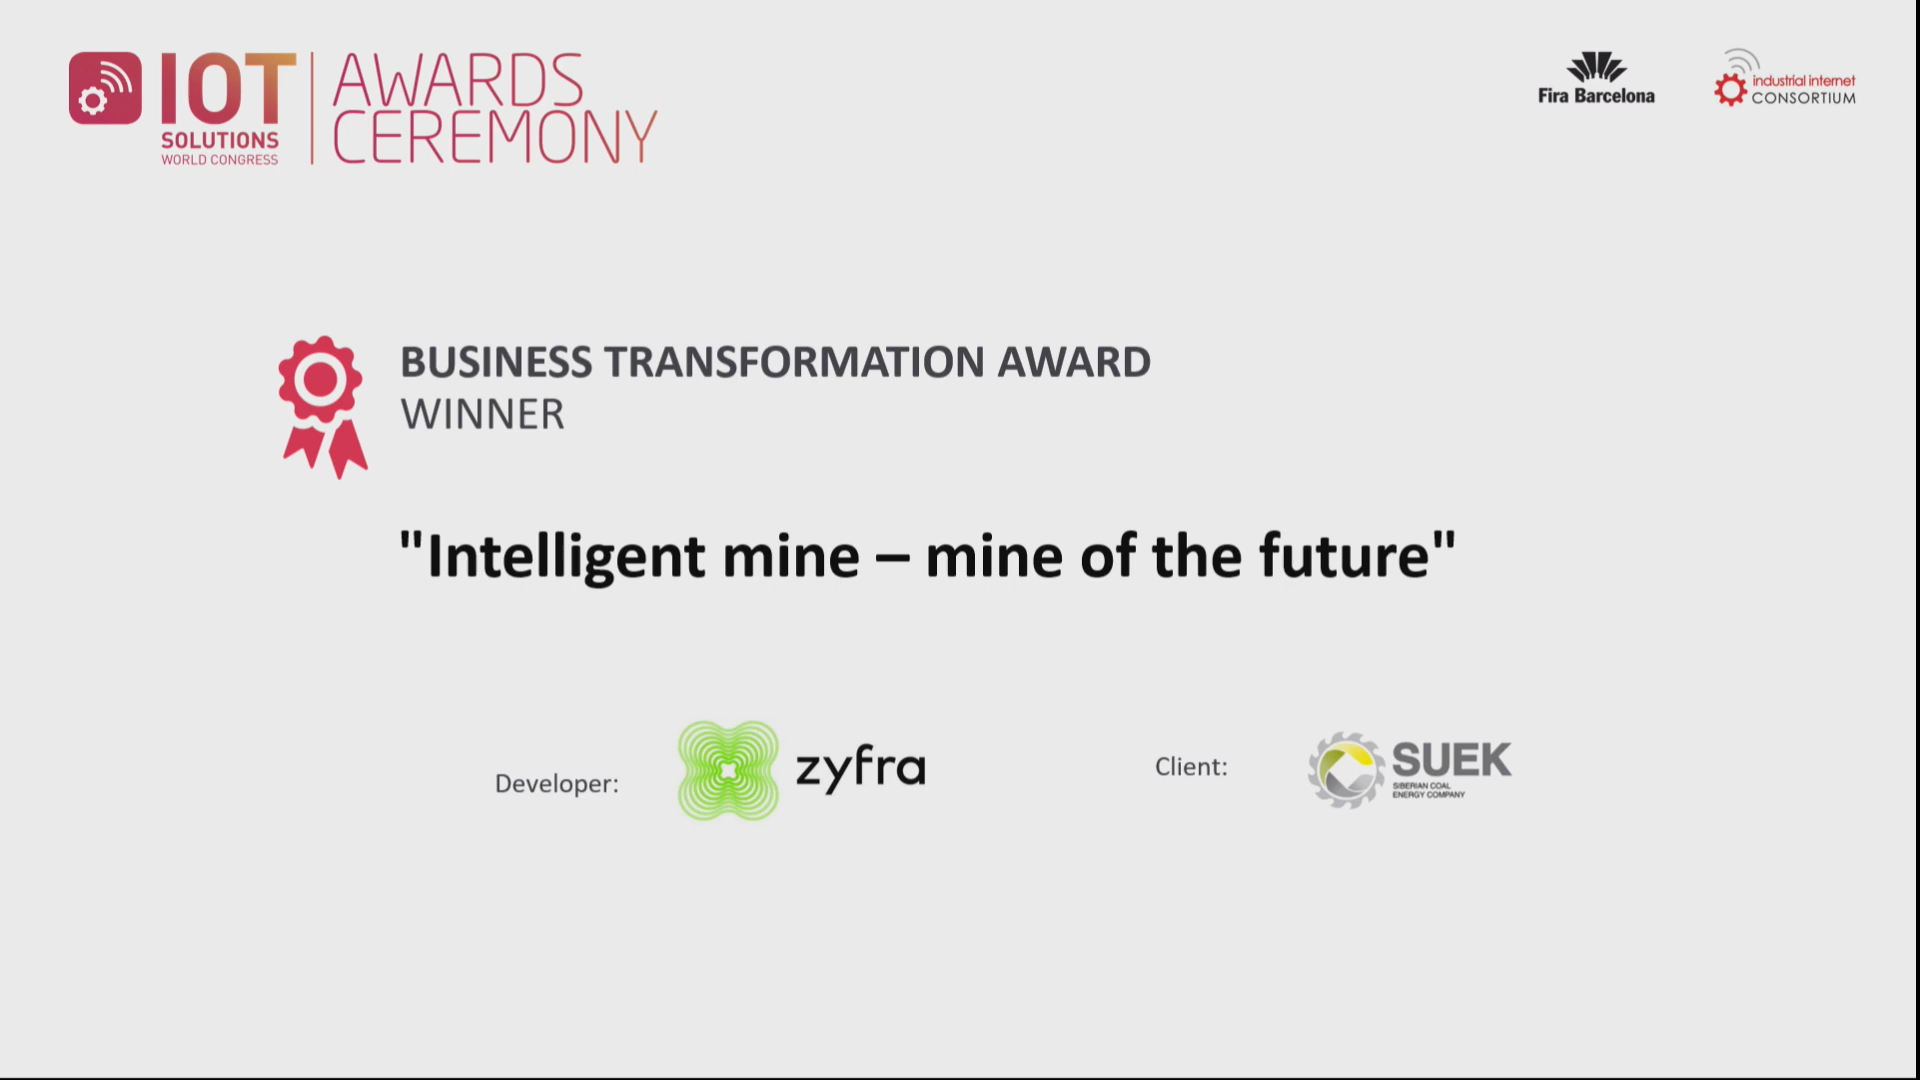 IOT
SOLUTIONS
WORLD CONGRESS
AWARDS
CEREMONY
Fira Barcelona
industrial internet
CONSORTIUM
BUSINESS TRANSFORMATION AWARD
WINNER
"Intelligent mine – mine of the future"
Developer:
zyfra
Client:
SUEK
SIBERIAN COAL
ENERGY COMPANY